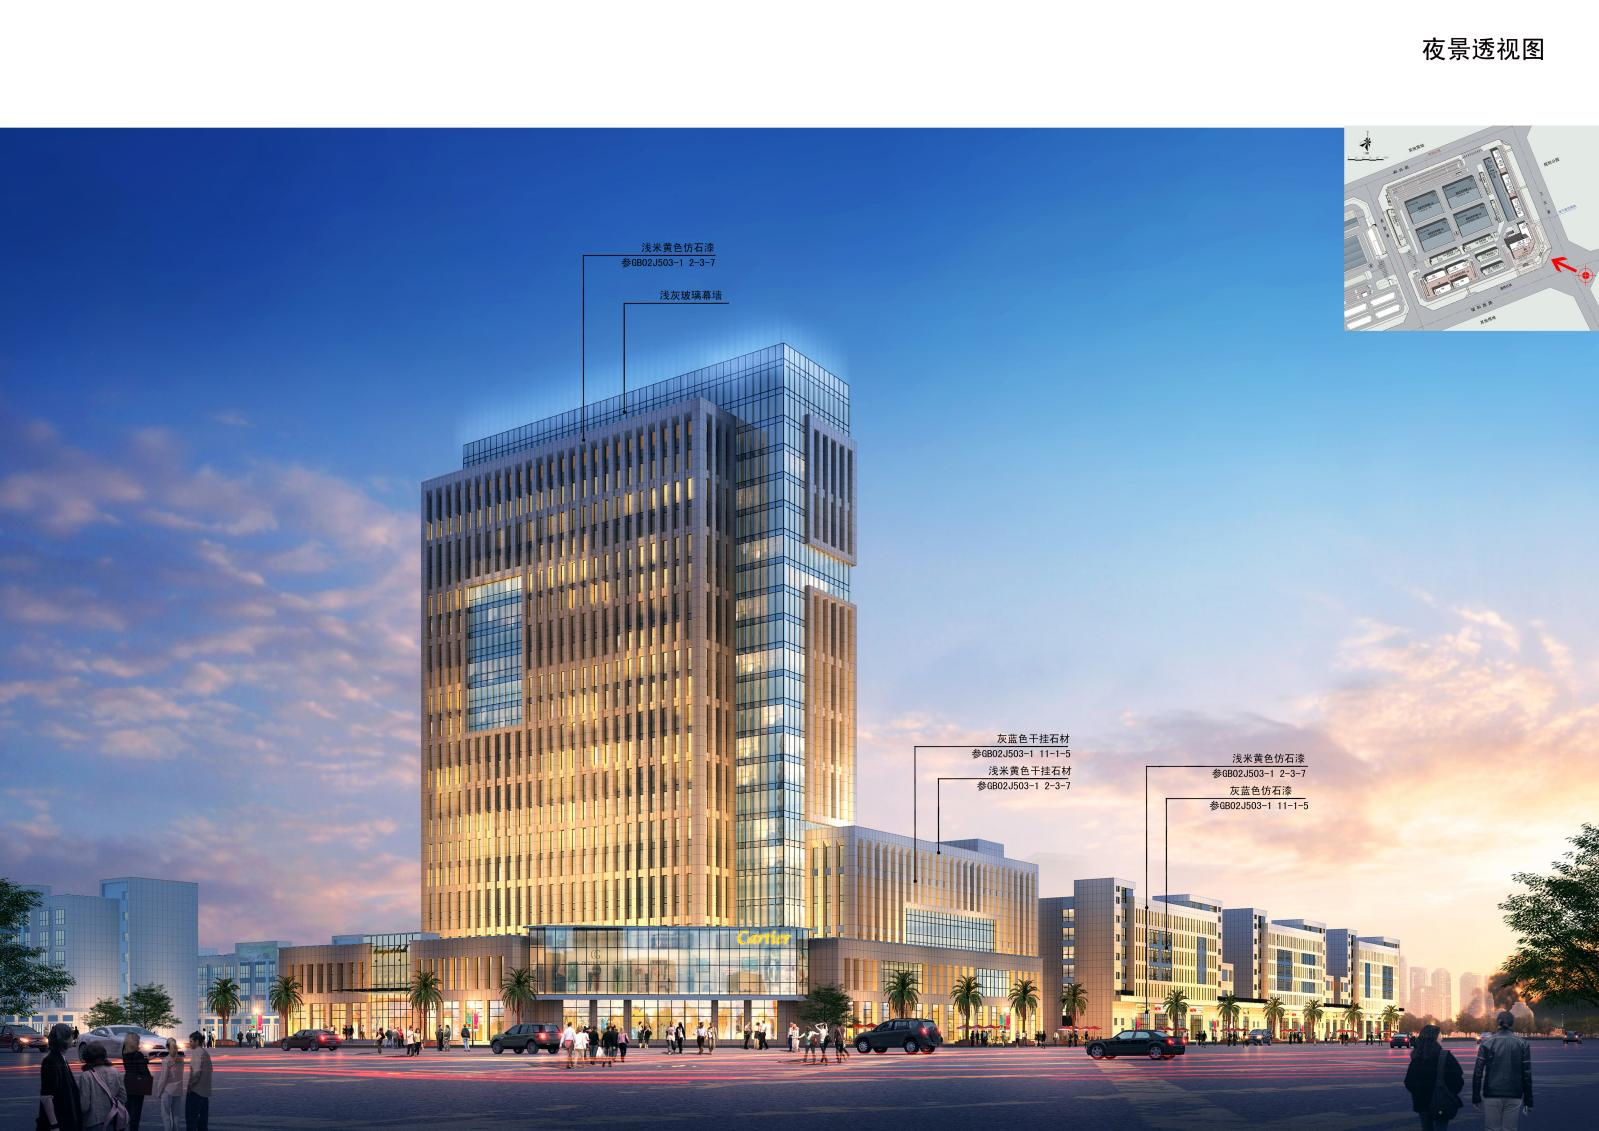 夜景透视图
浅米黄色仿石漆
参GB02J503-1 2-3-7
浅灰玻璃幕墙
灰蓝色干挂石材
参GB02J503-1 11-1-5
浅米黄色干挂石材
参GB02J503-1 2-3-7
浅米黄色仿石漆
参GB02J503-1 2-3-7
灰蓝色仿石漆
参GB02J503-1 11-1-5
Cartier